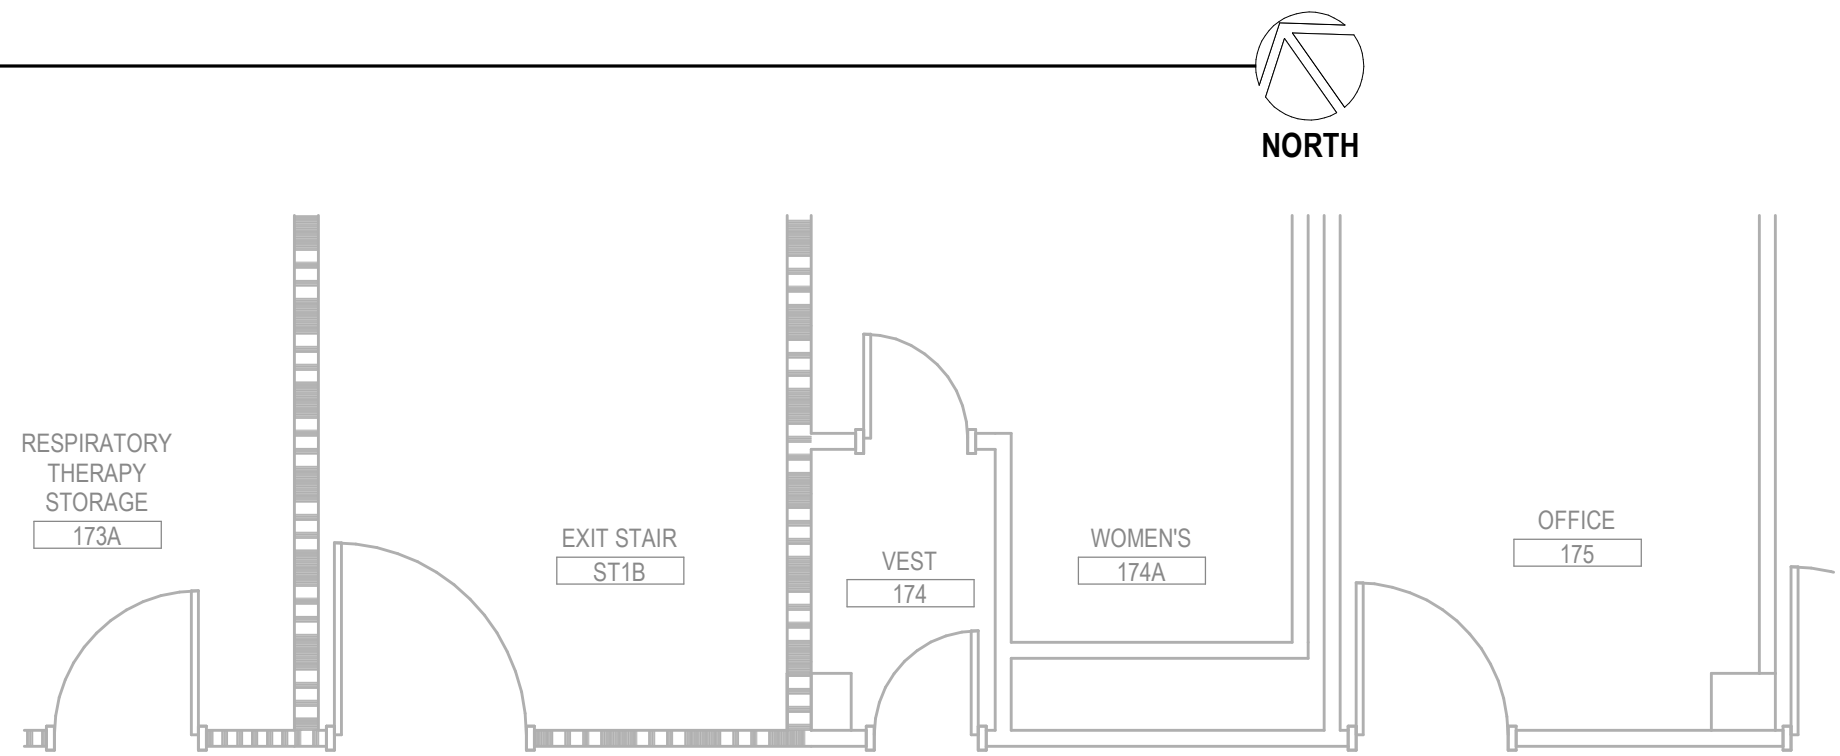 NORTH
RESPIRATORY
THERAPY
STORAGE
173A
EXIT STAIR
ST1B
VEST
174
WOMEN'S
174A
OFFICE
175